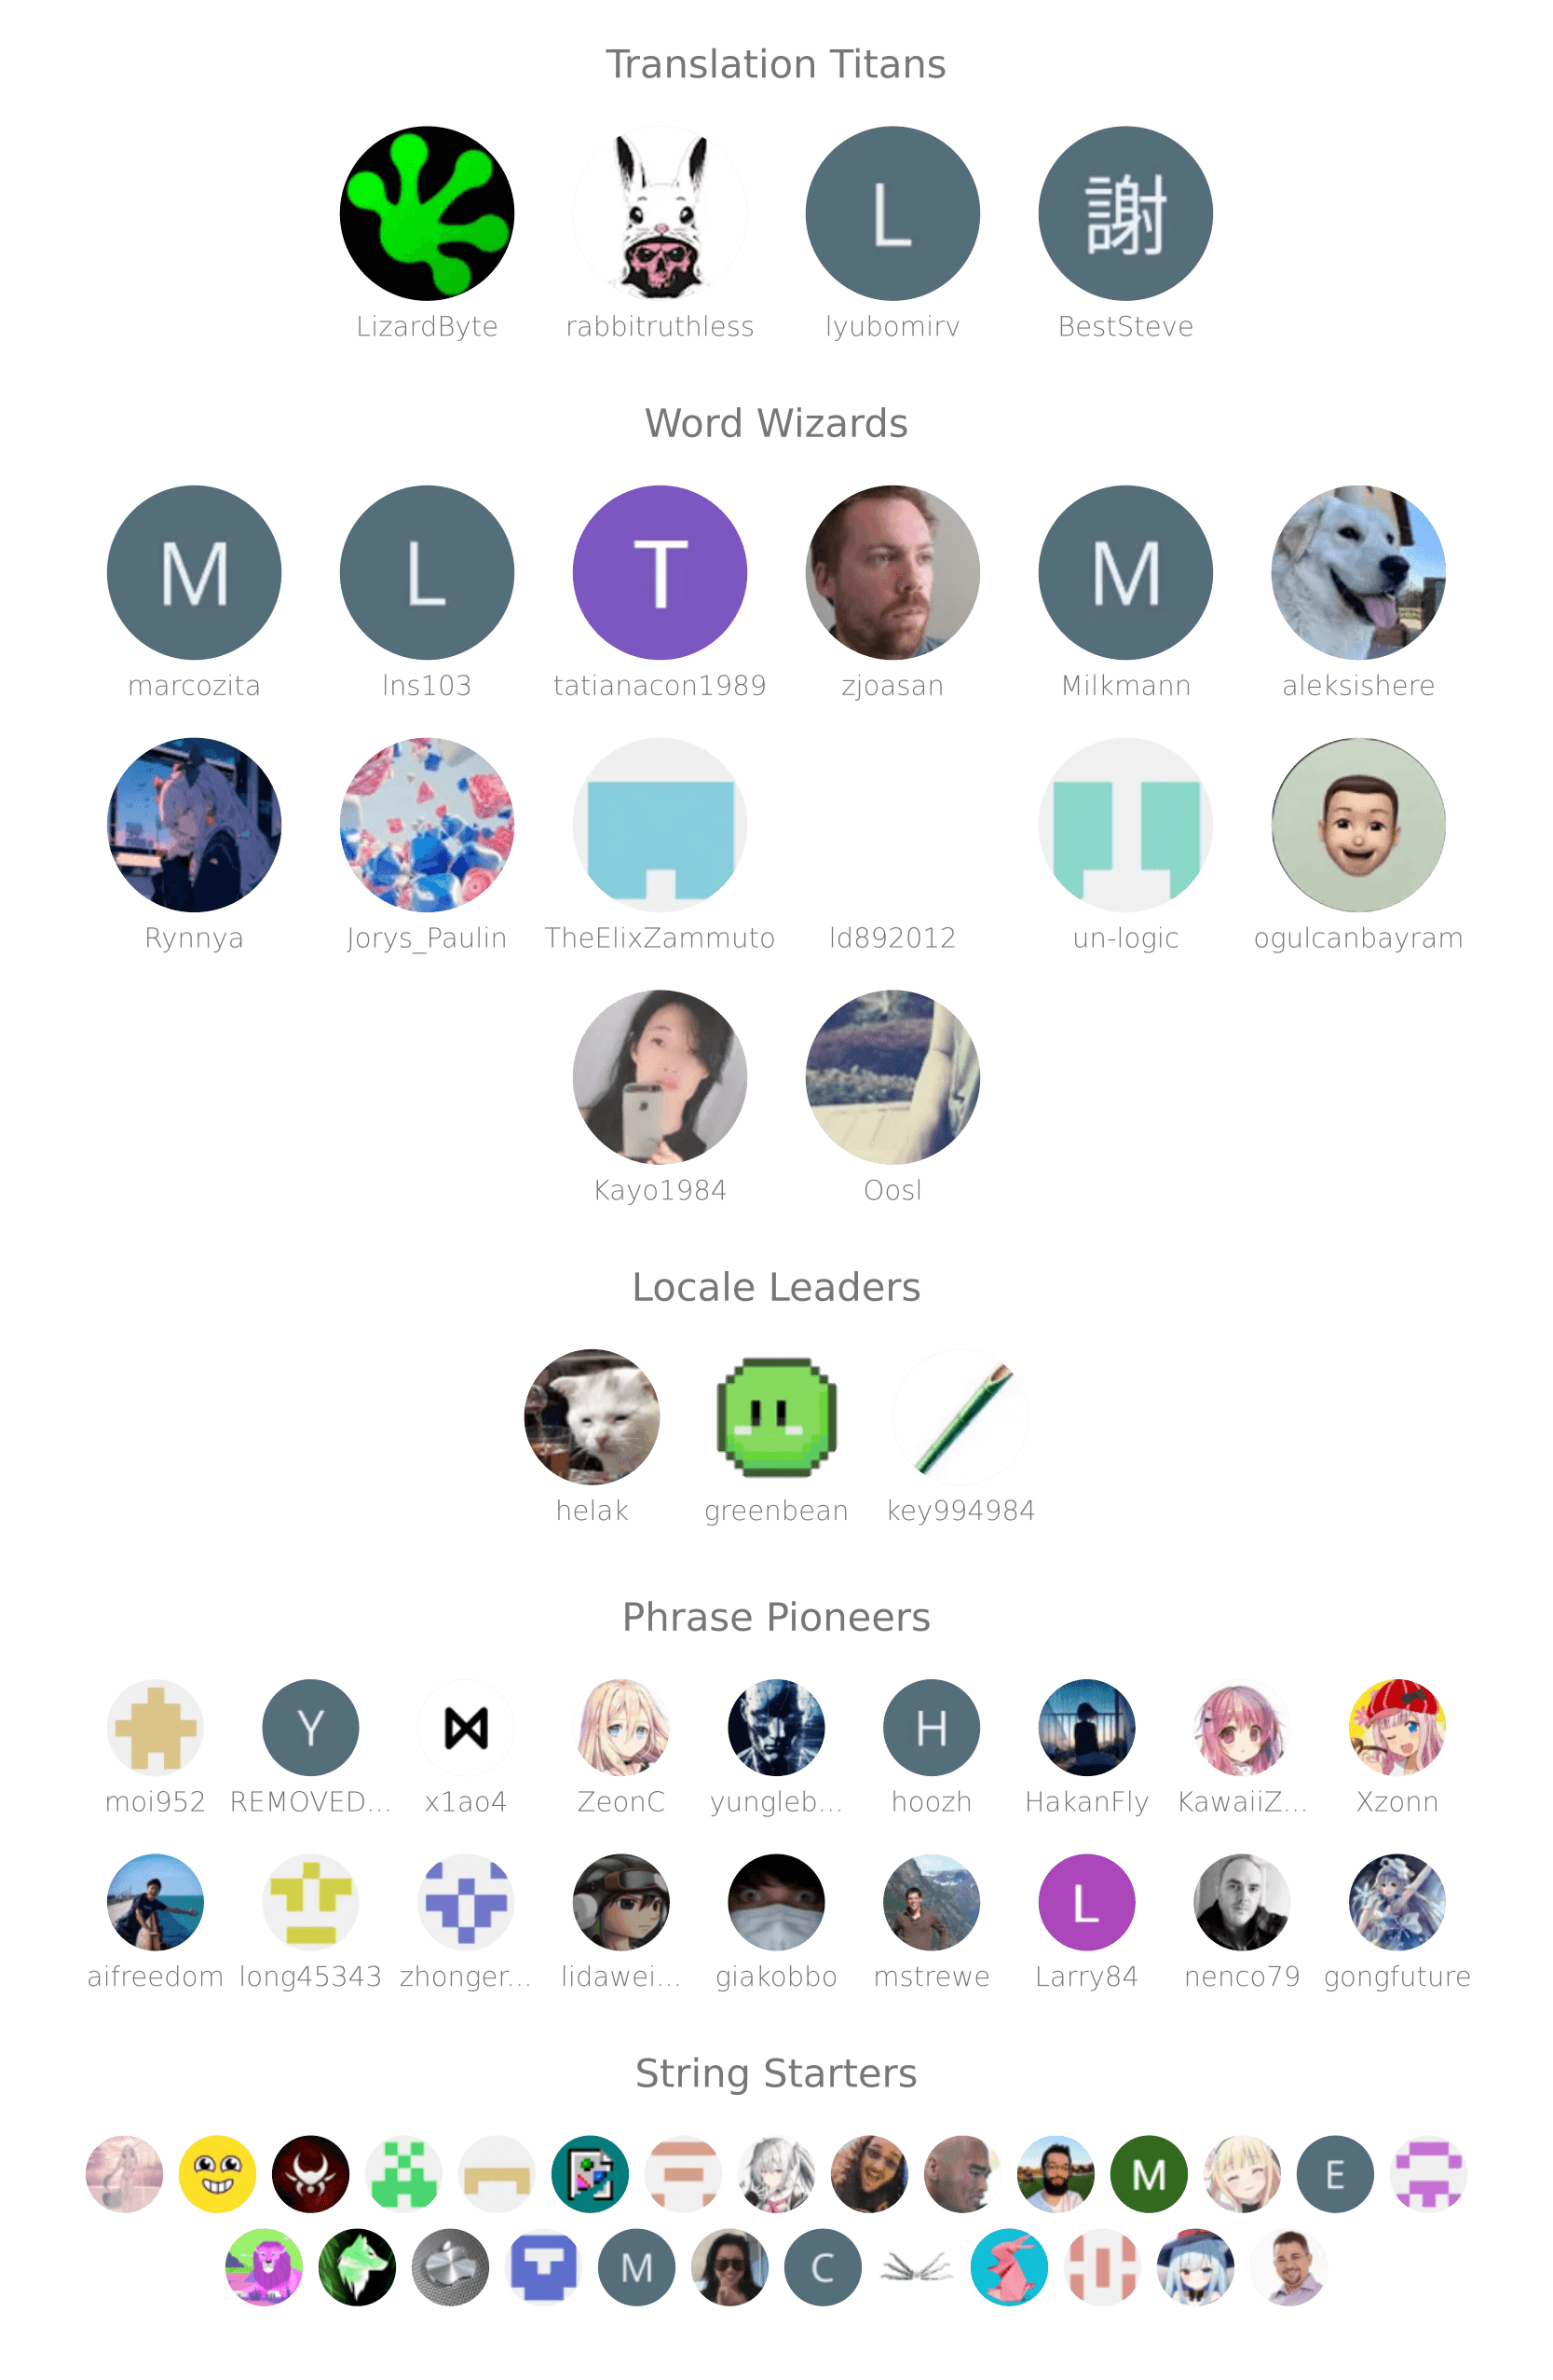 Translation Titans
L 謝
LizardByte rabbitruthless lyubomirv BestSteve
Word Wizards
M L T M
marcozita lns103 tatianacon1989 zjoasan Milkmann aleksishere
Rynnya Jorys_Paulin TheElixZammuto ld892012 un-logic ogulcanbayram
Kayo1984 Oosl
Locale Leaders
helak greenbean key994984
Phrase Pioneers
Y H
moi952 REMOVED... x1ao4 ZeonC yungleb... hoozh HakanFly KawaiiZ... Xzonn
L
aifreedom long45343 zhonger... lidawei... giakobbo mstrewe Larry84 nenco79 gongfuture
String Starters
M E
M C